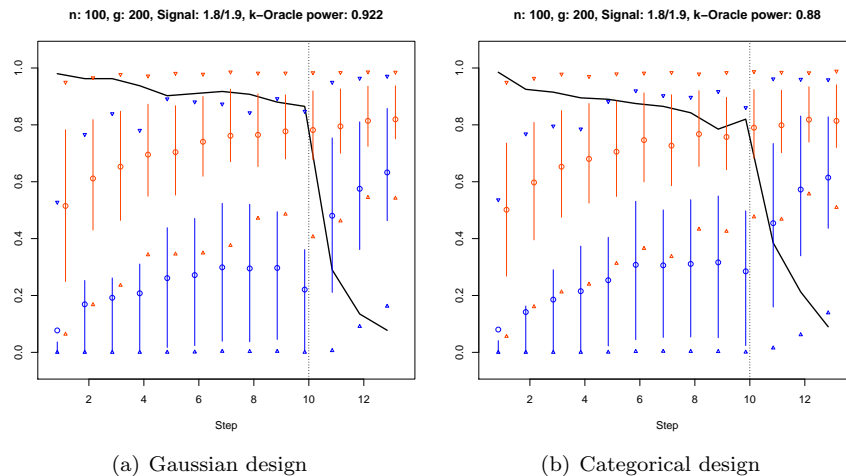 n: 100, g: 200, Signal: 1.8/1.9, k−Oracle power: 0.922
1.0
0.8
0.6
0.4
0.2
0.0
2 4 6 8 10 12
Step
(a) Gaussian design
n: 100, g: 200, Signal: 1.8/1.9, k−Oracle power: 0.88
1.0
0.8
0.6
0.4
0.2
0.0
2 4 6 8 10 12
Step
(b) Categorical design